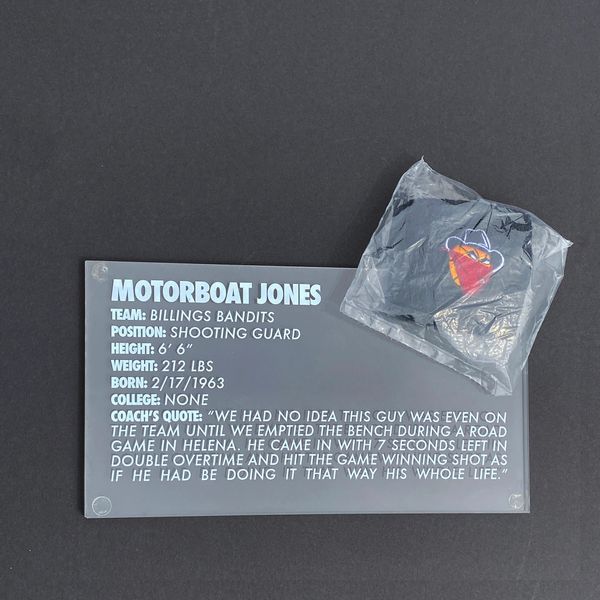 MOTORBOAT JONES
TEAM: BILLINGS BANDITS
POSITION: SHOOTING GUARD
HEIGHT: 6' 6"
WEIGHT: 212 LBS
BORN: 2/17/1963
COLLEGE: NONE
COACH'S QUOTE: "WE HAD NO IDEA THIS GUY WAS EVEN ON
THE TEAM UNTIL WE EMPTIED THE BENCH DURING A ROAD
GAME IN HELENA. HE CAME IN WITH 7 SECONDS LEFT IN
DOUBLE OVERTIME AND HIT THE GAME WINNING SHOT AS
IF HE HAD BE DOING IT THAT WAY HIS WHOLE LIFE."